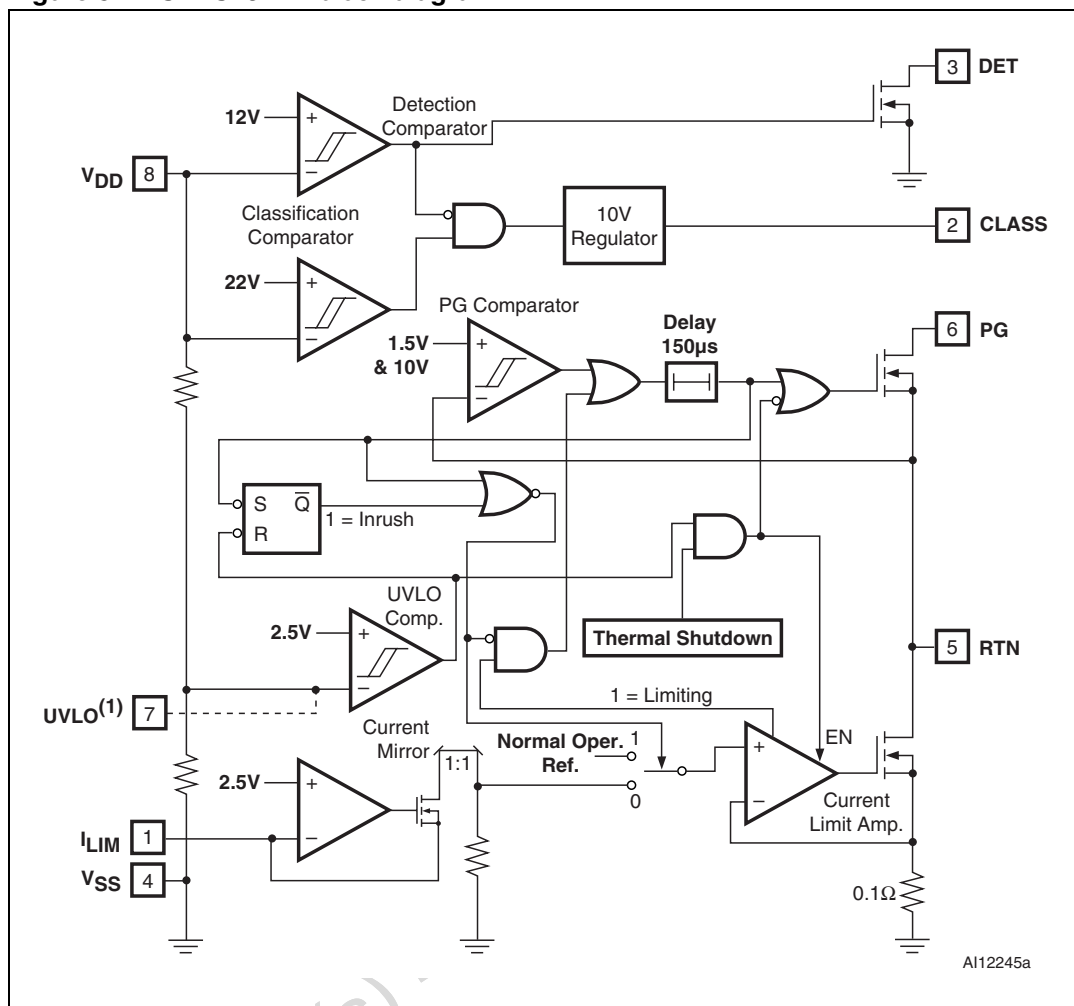 3 DET
Detection
Comparator
12V
+
−
VDD 8
Classification
Comparator
10V
Regulator
2 CLASS
22V
+
−
PG Comparator
1.5V
& 10V
+
−
Delay
150µs
6 PG
S Q̅
R
1 = Inrush
UVLO
Comp.
2.5V
+
−
Thermal Shutdown
5 RTN
UVLO(1) 7
1 = Limiting
Current
Mirror
1:1
Normal Oper.
Ref.
1
0
+
−
EN
Current
Limit Amp.
2.5V
+
−
ILIM 1
VSS 4
0.1Ω
AI12245a